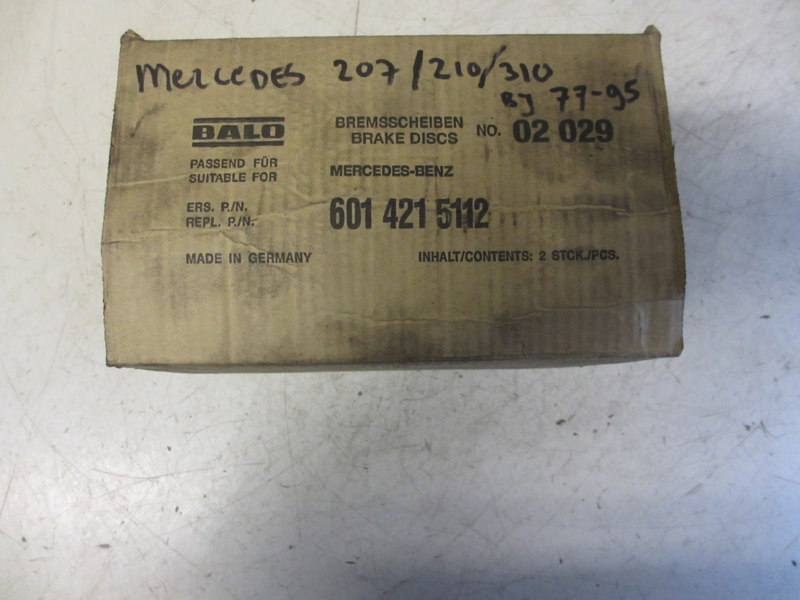 Mercedes 207/210/310
Bj 77-95
BALO BREMSSCHEIBEN
BRAKE DISCS NO. 02 029
PASSEND FÜR
SUITABLE FOR MERCEDES-BENZ
ERS. P./N.
REPL. P./N. 601 421 5112
MADE IN GERMANY INHALT/CONTENTS: 2 STCK./PCS.